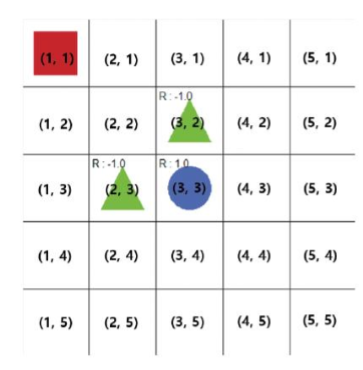 (1, 1) (2, 1) (3, 1) (4, 1) (5, 1)
R : -1.0
(1, 2) (2, 2) (3, 2) (4, 2) (5, 2)
R : -1.0 R : 1.0
(1, 3) (2, 3) (3, 3) (4, 3) (5, 3)
(1, 4) (2, 4) (3, 4) (4, 4) (5, 4)
(1, 5) (2, 5) (3, 5) (4, 5) (5, 5)